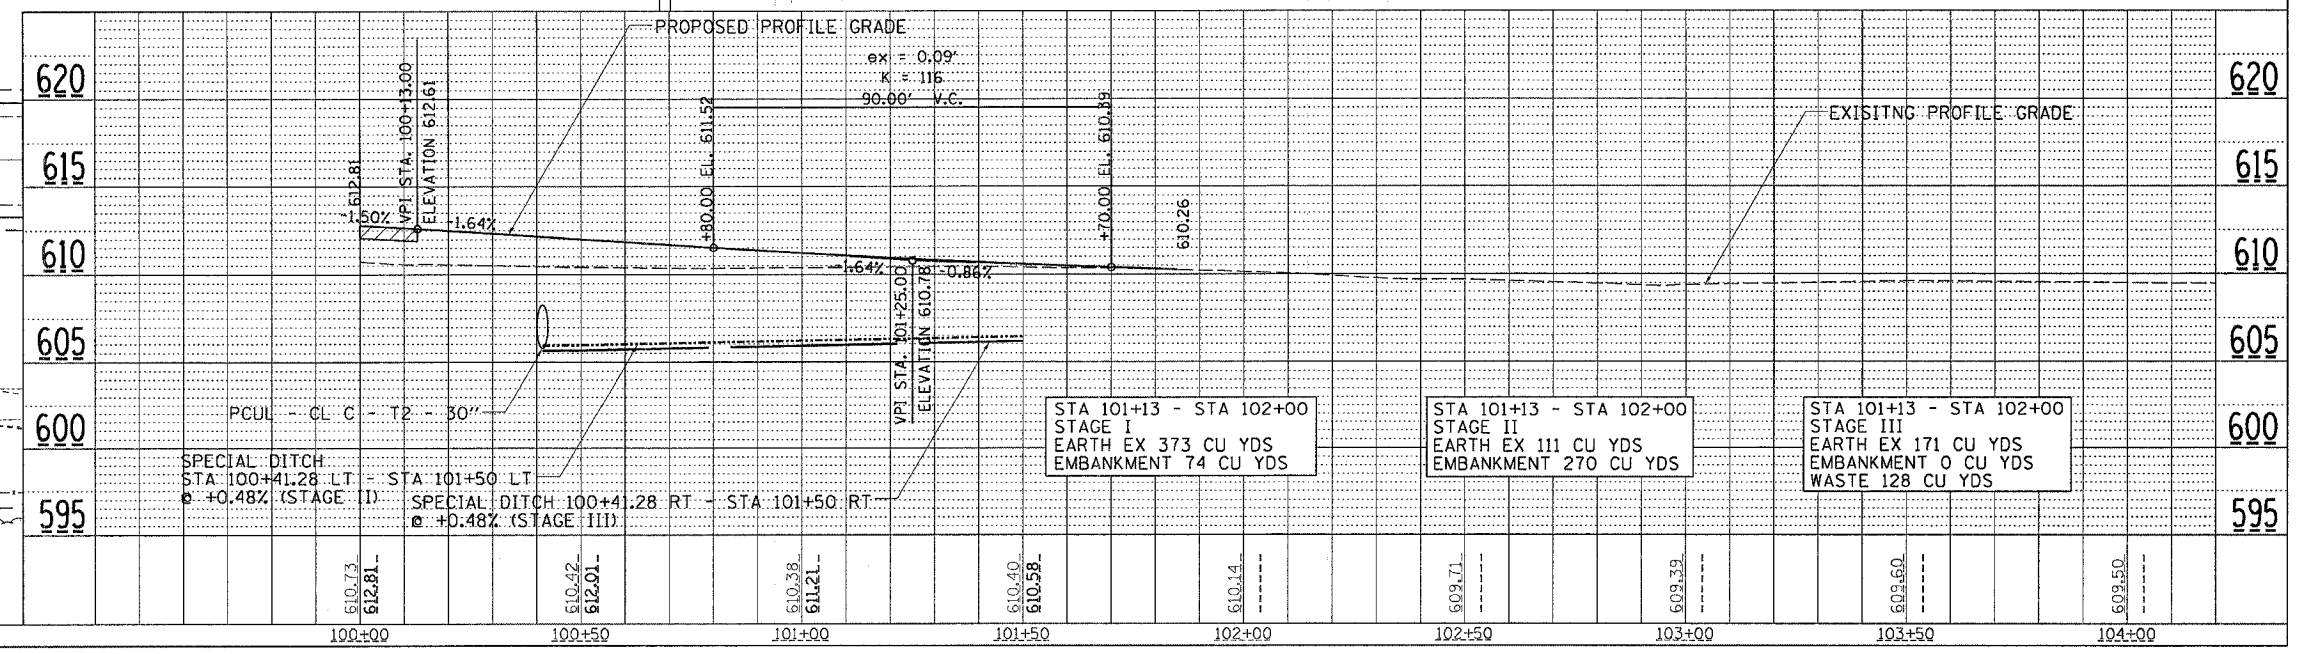 PROPOSED PROFILE GRADE
ex = 0.09'
K = 116
90.00' V.C.
620
620
EXISITNG PROFILE GRADE
615
615
612.81
VPI STA. 100+13.00
ELEVATION 612.61
+80.00 EL. 611.52
+70.00 EL. 610.39
610.26
-1.50%
-1.64%
610
610
-1.64%
-0.86%
VPI STA. 101+25.00
ELEVATION 610.78
605
605
PCUL - CL C - T2 - 30"
600
600
SPECIAL DITCH
STA 100+41.28 LT - STA 101+50 LT
@ +0.48% (STAGE II)
SPECIAL DITCH 100+41.28 RT - STA 101+50 RT
@ +0.48% (STAGE III)
595
595
STA 101+13 - STA 102+00
STAGE I
EARTH EX 373 CU YDS
EMBANKMENT 74 CU YDS
STA 101+13 - STA 102+00
STAGE II
EARTH EX 111 CU YDS
EMBANKMENT 270 CU YDS
STA 101+13 - STA 102+00
STAGE III
EARTH EX 171 CU YDS
EMBANKMENT 0 CU YDS
WASTE 128 CU YDS
610.73
612.81
610.42
612.01
610.38
611.21
610.40
610.58
610.14
609.71
609.39
609.60
609.50
100+00
100+50
101+00
101+50
102+00
102+50
103+00
103+50
104+00